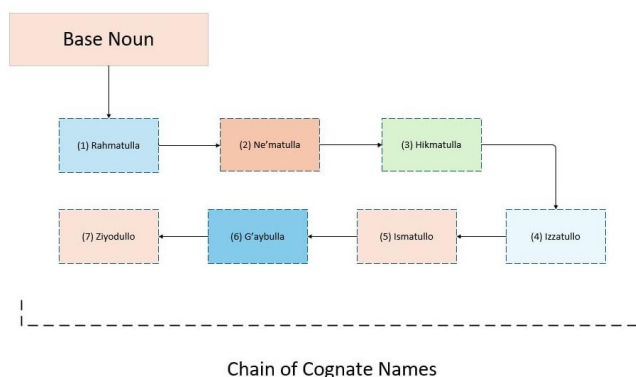 Base Noun
(1) Rahmatulla
(2) Ne'matulla
(3) Hikmatulla
(4) Izzatullo
(5) Ismatullo
(6) G'aybulla
(7) Ziyodullo
Chain of Cognate Names